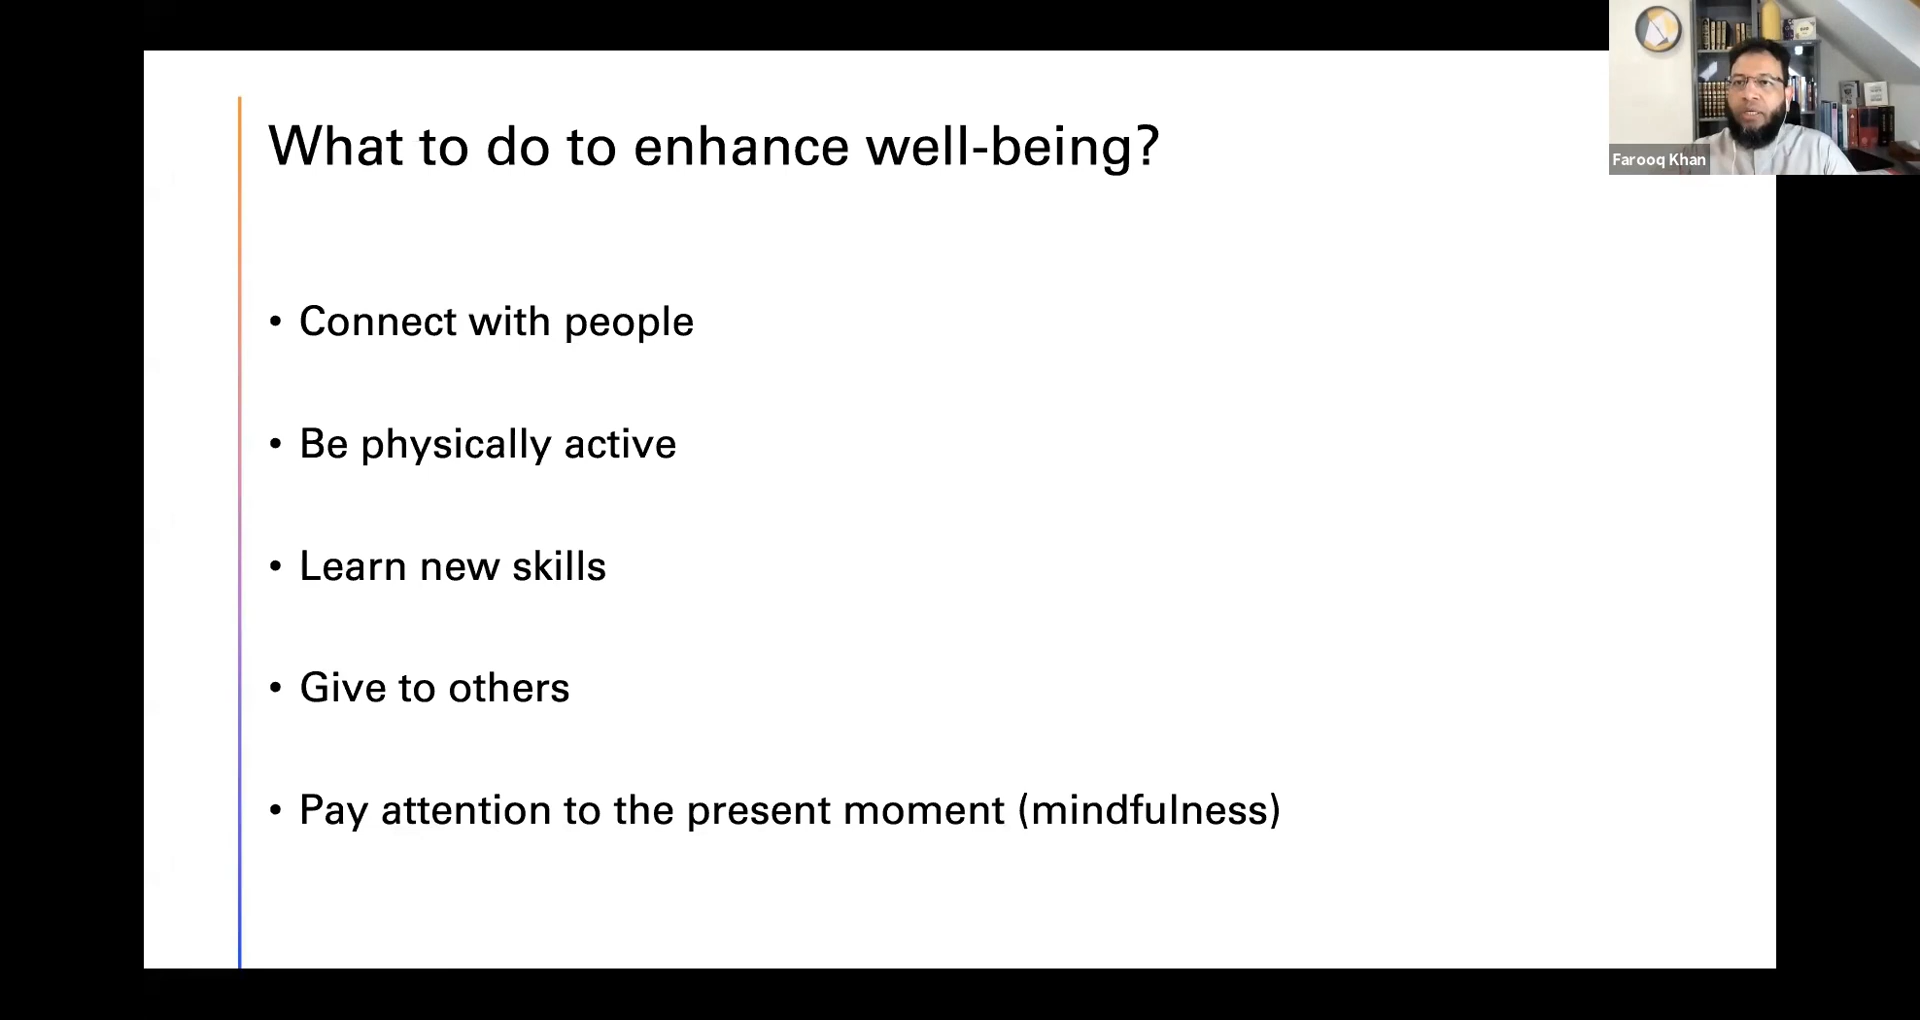 What to do to enhance well-being?
Farooq Khan
• Connect with people
• Be physically active
• Learn new skills
• Give to others
• Pay attention to the present moment (mindfulness)